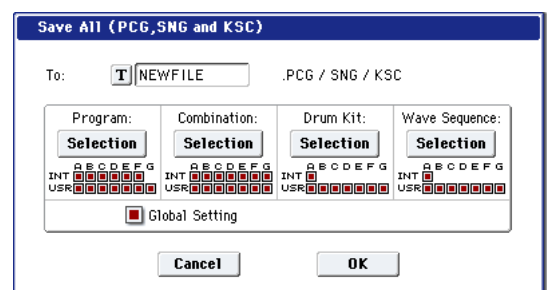 Save All (PCG,SNG and KSC)
To: T NEWFILE .PCG / SNG / KSC
Program: Combination: Drum Kit: Wave Sequence:
Selection Selection Selection Selection
A B C D E F G A B C D E F G A B C D E F G A B C D E F G
INT INT INT INT
USR USR USR USR
Global Setting
Cancel OK